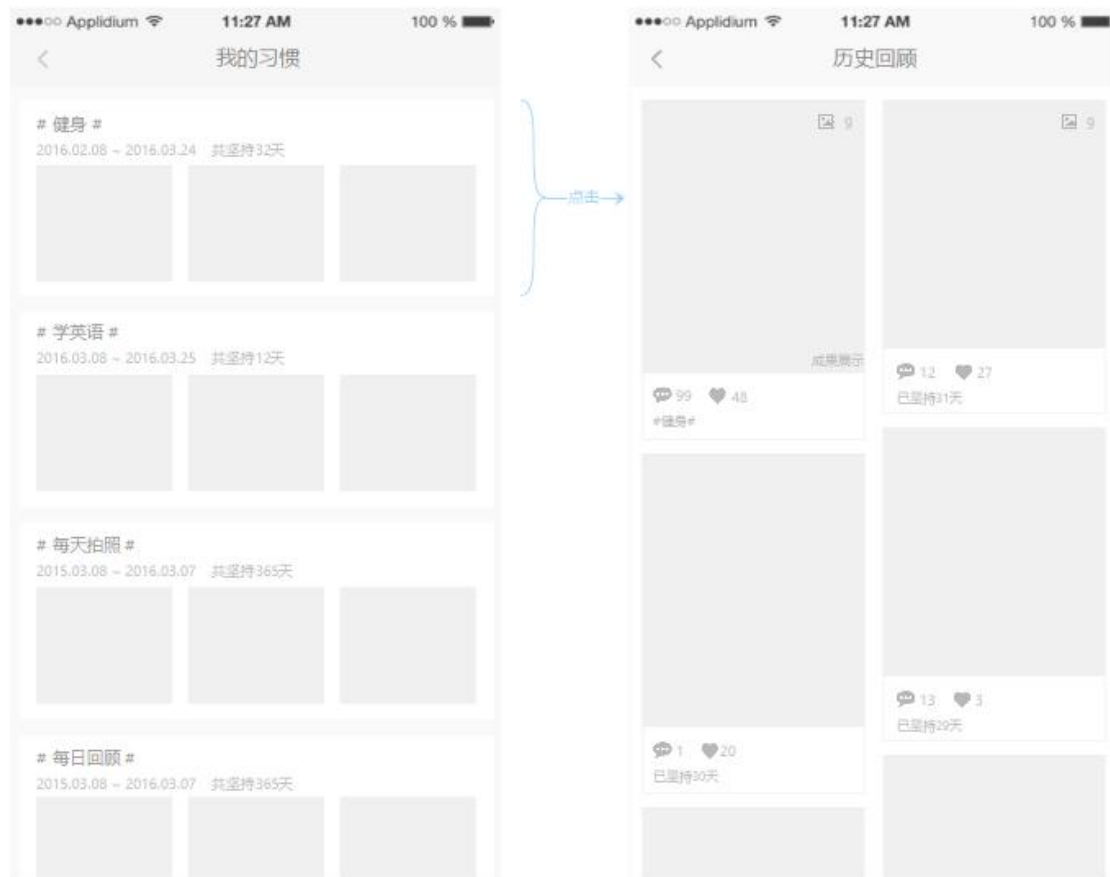 Applidium 11:27 AM 100 %
我的习惯
# 健身 #
2016.02.08 ~ 2016.03.24 共坚持32天
# 学英语 #
2016.03.08 ~ 2016.03.25 共坚持12天
# 每天拍照 #
2015.03.08 ~ 2016.03.07 共坚持365天
# 每日回顾 #
2015.03.08 ~ 2016.03.07 共坚持365天
点击
Applidium 11:27 AM 100 %
历史回顾
9
成果展示
99 48
#健身#
1 20
已坚持30天
9
12 27
已坚持31天
13 3
已坚持29天